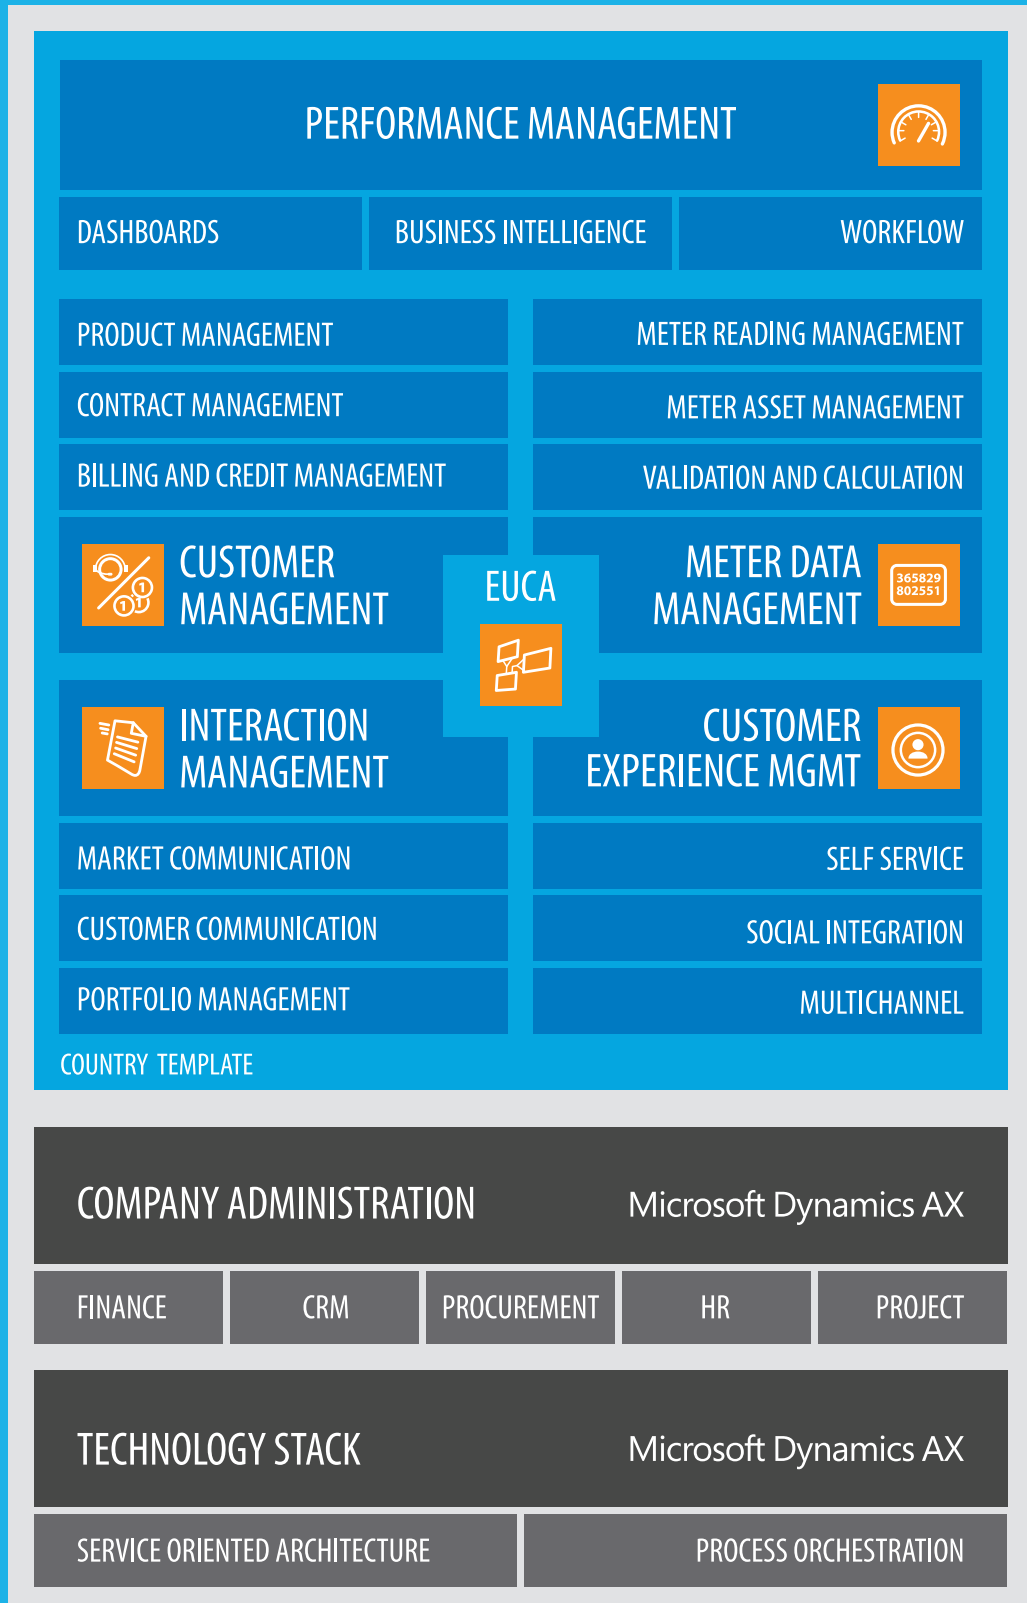 PERFORMANCE MANAGEMENT
DASHBOARDS
BUSINESS INTELLIGENCE
WORKFLOW
PRODUCT MANAGEMENT
CONTRACT MANAGEMENT
BILLING AND CREDIT MANAGEMENT
CUSTOMER
MANAGEMENT
METER READING MANAGEMENT
METER ASSET MANAGEMENT
VALIDATION AND CALCULATION
METER DATA
MANAGEMENT
365829
802551
EUCA
INTERACTION
MANAGEMENT
MARKET COMMUNICATION
CUSTOMER COMMUNICATION
PORTFOLIO MANAGEMENT
CUSTOMER
EXPERIENCE MGMT
SELF SERVICE
SOCIAL INTEGRATION
MULTICHANNEL
COUNTRY TEMPLATE
COMPANY ADMINISTRATION
Microsoft Dynamics AX
FINANCE
CRM
PROCUREMENT
HR
PROJECT
TECHNOLOGY STACK
Microsoft Dynamics AX
SERVICE ORIENTED ARCHITECTURE
PROCESS ORCHESTRATION